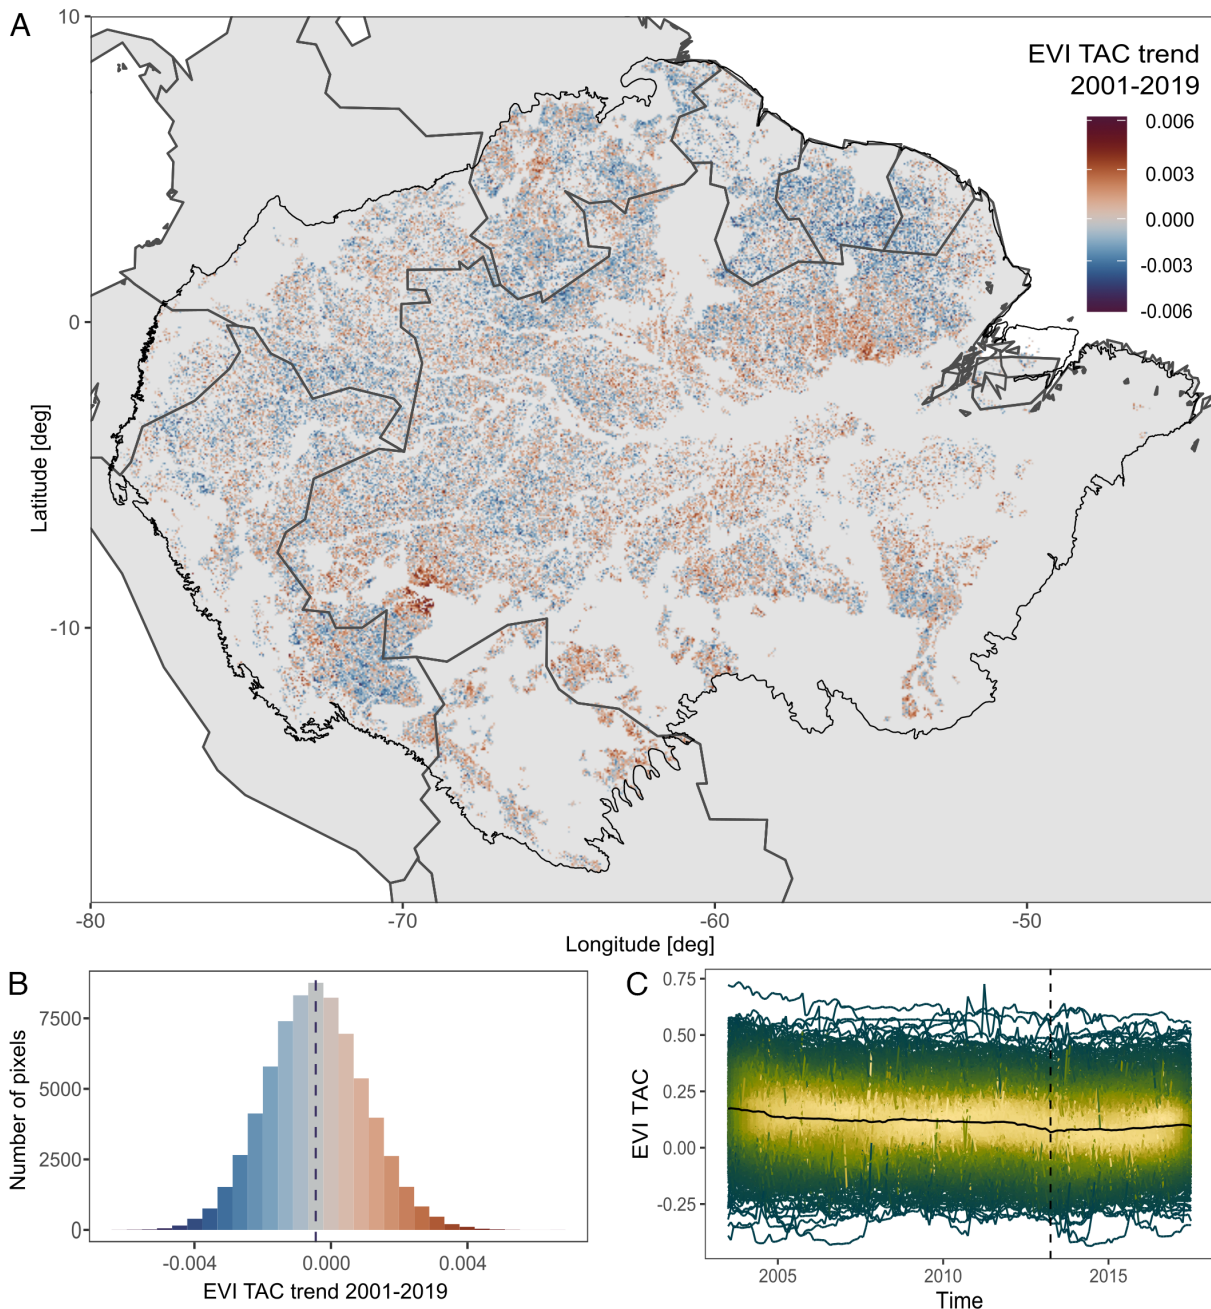 A
10
0
-10
Latitude [deg]
-80
-70
-60
-50
Longitude [deg]
EVI TAC trend
2001-2019
0.006
0.003
0.000
-0.003
-0.006
B
7500
5000
2500
0
Number of pixels
-0.004
0.000
0.004
EVI TAC trend 2001-2019
C
0.75
0.50
0.25
0.00
-0.25
EVI TAC
2005
2010
2015
Time